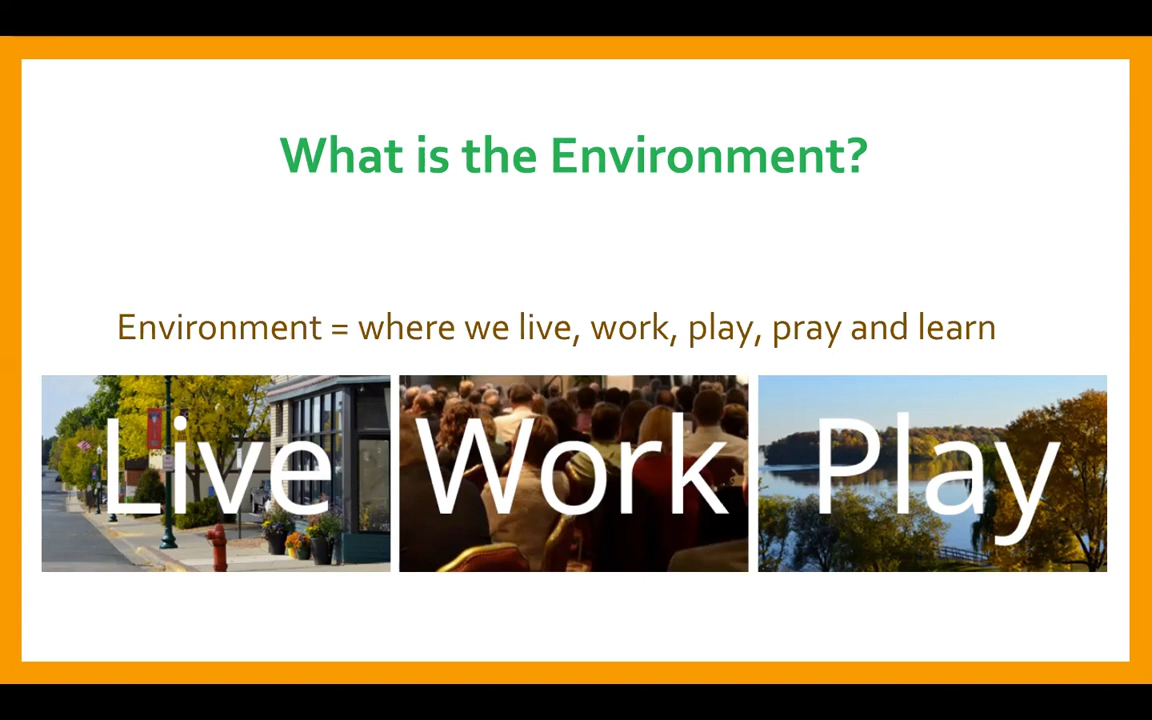 What is the Environment?
Environment = where we live, work, play, pray and learn
Live Work Play